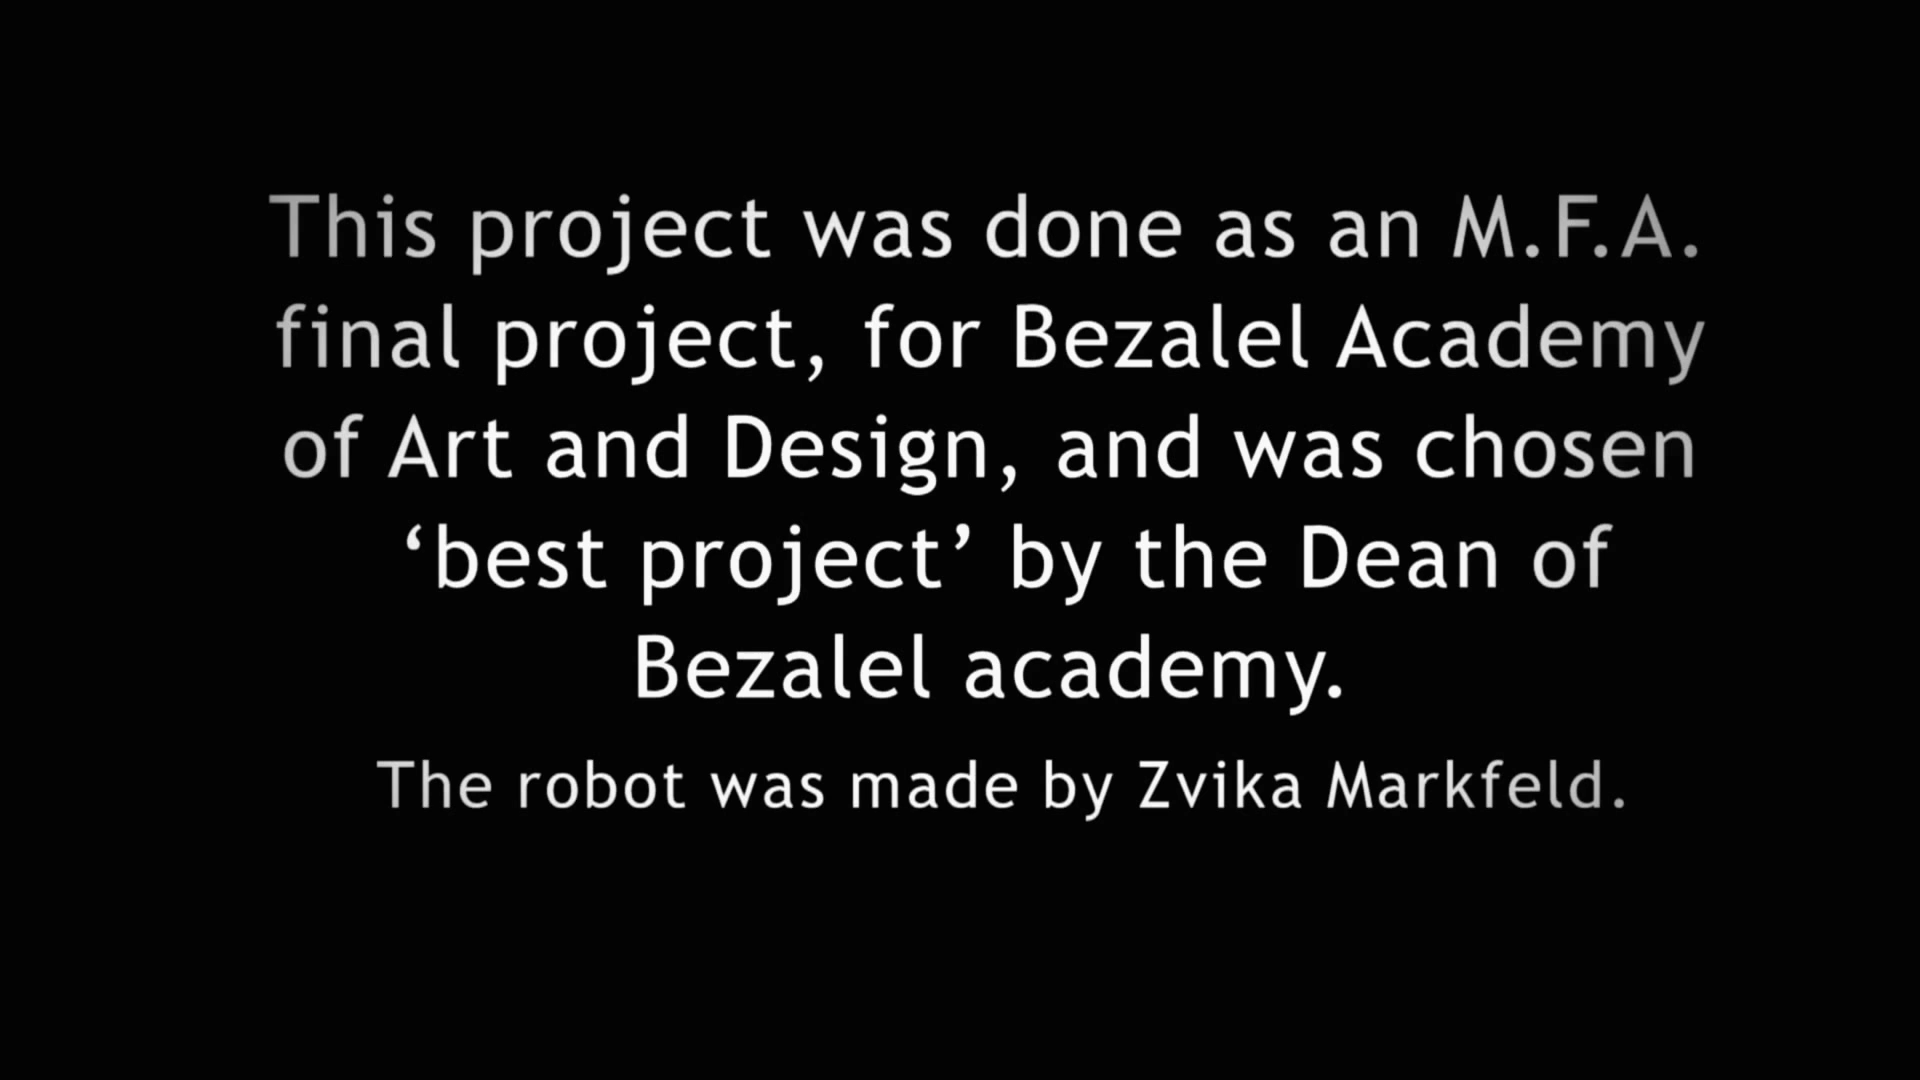 This project was done as an M.F.A.
final project, for Bezalel Academy
of Art and Design, and was chosen
‘best project’ by the Dean of
Bezalel academy.
The robot was made by Zvika Markfeld.